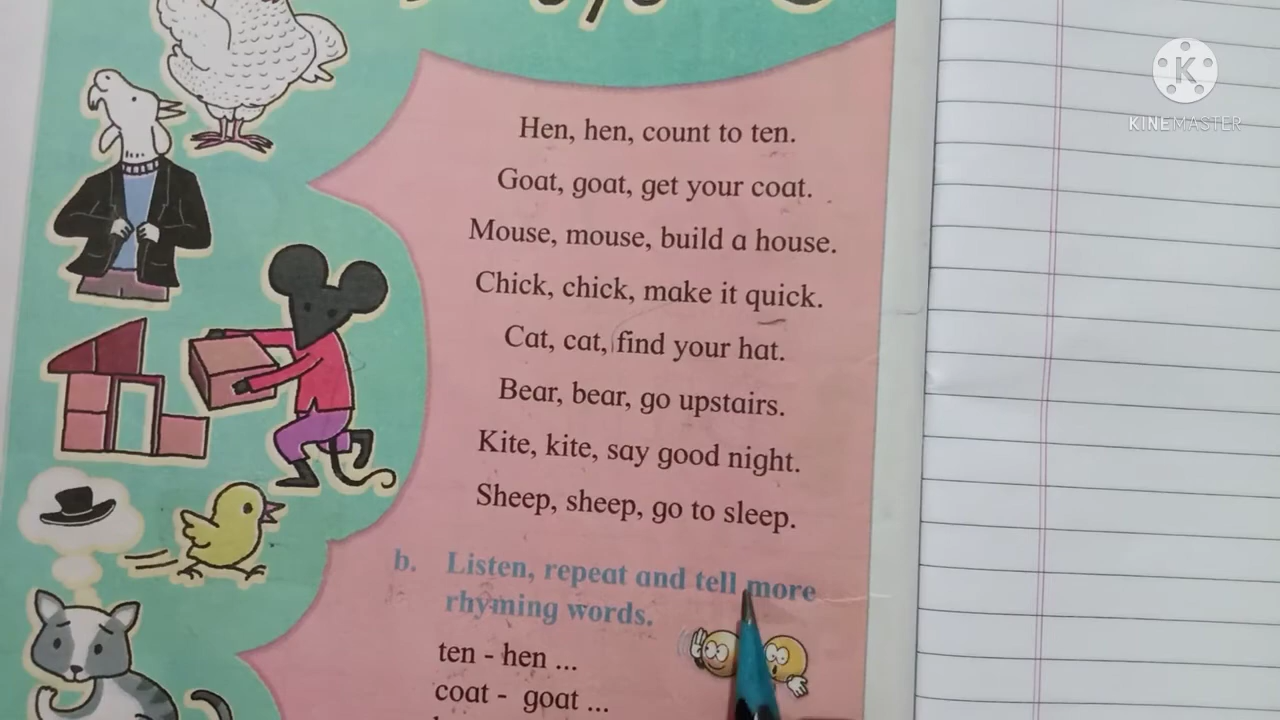 KINEMASTER
Hen, hen, count to ten.
Goat, goat, get your coat.
Mouse, mouse, build a house.
Chick, chick, make it quick.
Cat, cat, find your hat.
Bear, bear, go upstairs.
Kite, kite, say good night.
Sheep, sheep, go to sleep.
b. Listen, repeat and tell more
rhyming words.
ten - hen ...
coat - goat ...